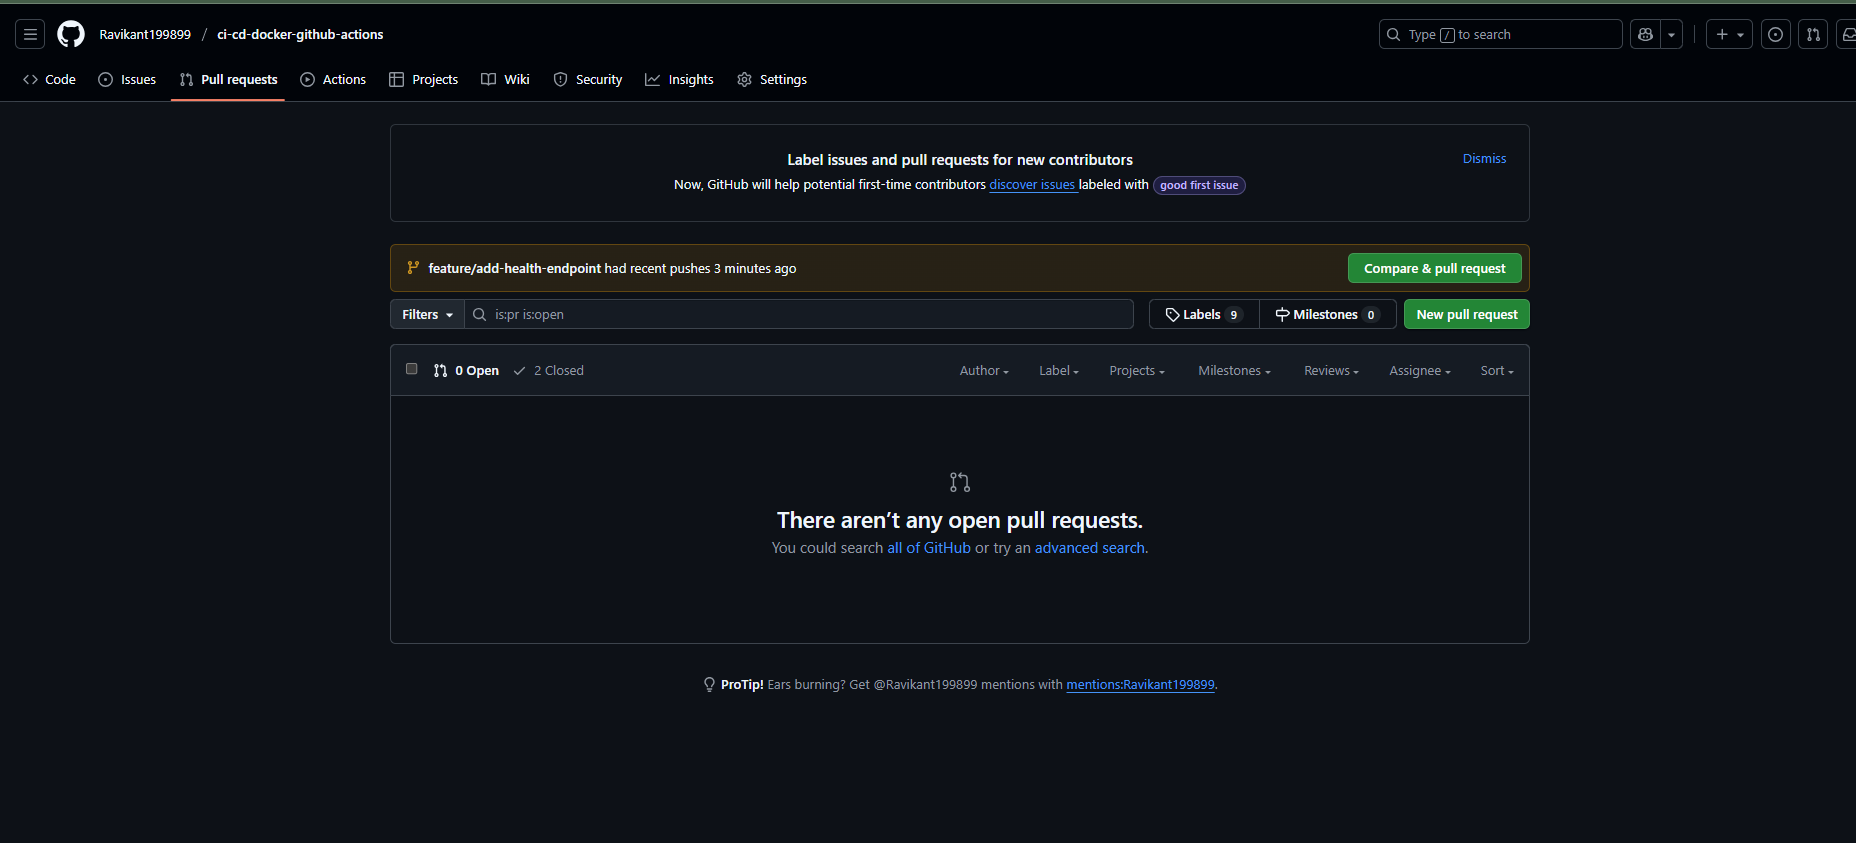 Ravikant199899 / ci-cd-docker-github-actions Type / to search
Code Issues Pull requests Actions Projects Wiki Security Insights Settings
Label issues and pull requests for new contributors Dismiss
Now, GitHub will help potential first-time contributors discover issues labeled with good first issue
feature/add-health-endpoint had recent pushes 3 minutes ago Compare & pull request
Filters is:pr is:open Labels 9 Milestones 0 New pull request
0 Open 2 Closed Author Label Projects Milestones Reviews Assignee Sort
There aren’t any open pull requests.
You could search all of GitHub or try an advanced search.
ProTip! Ears burning? Get @Ravikant199899 mentions with mentions:Ravikant199899.